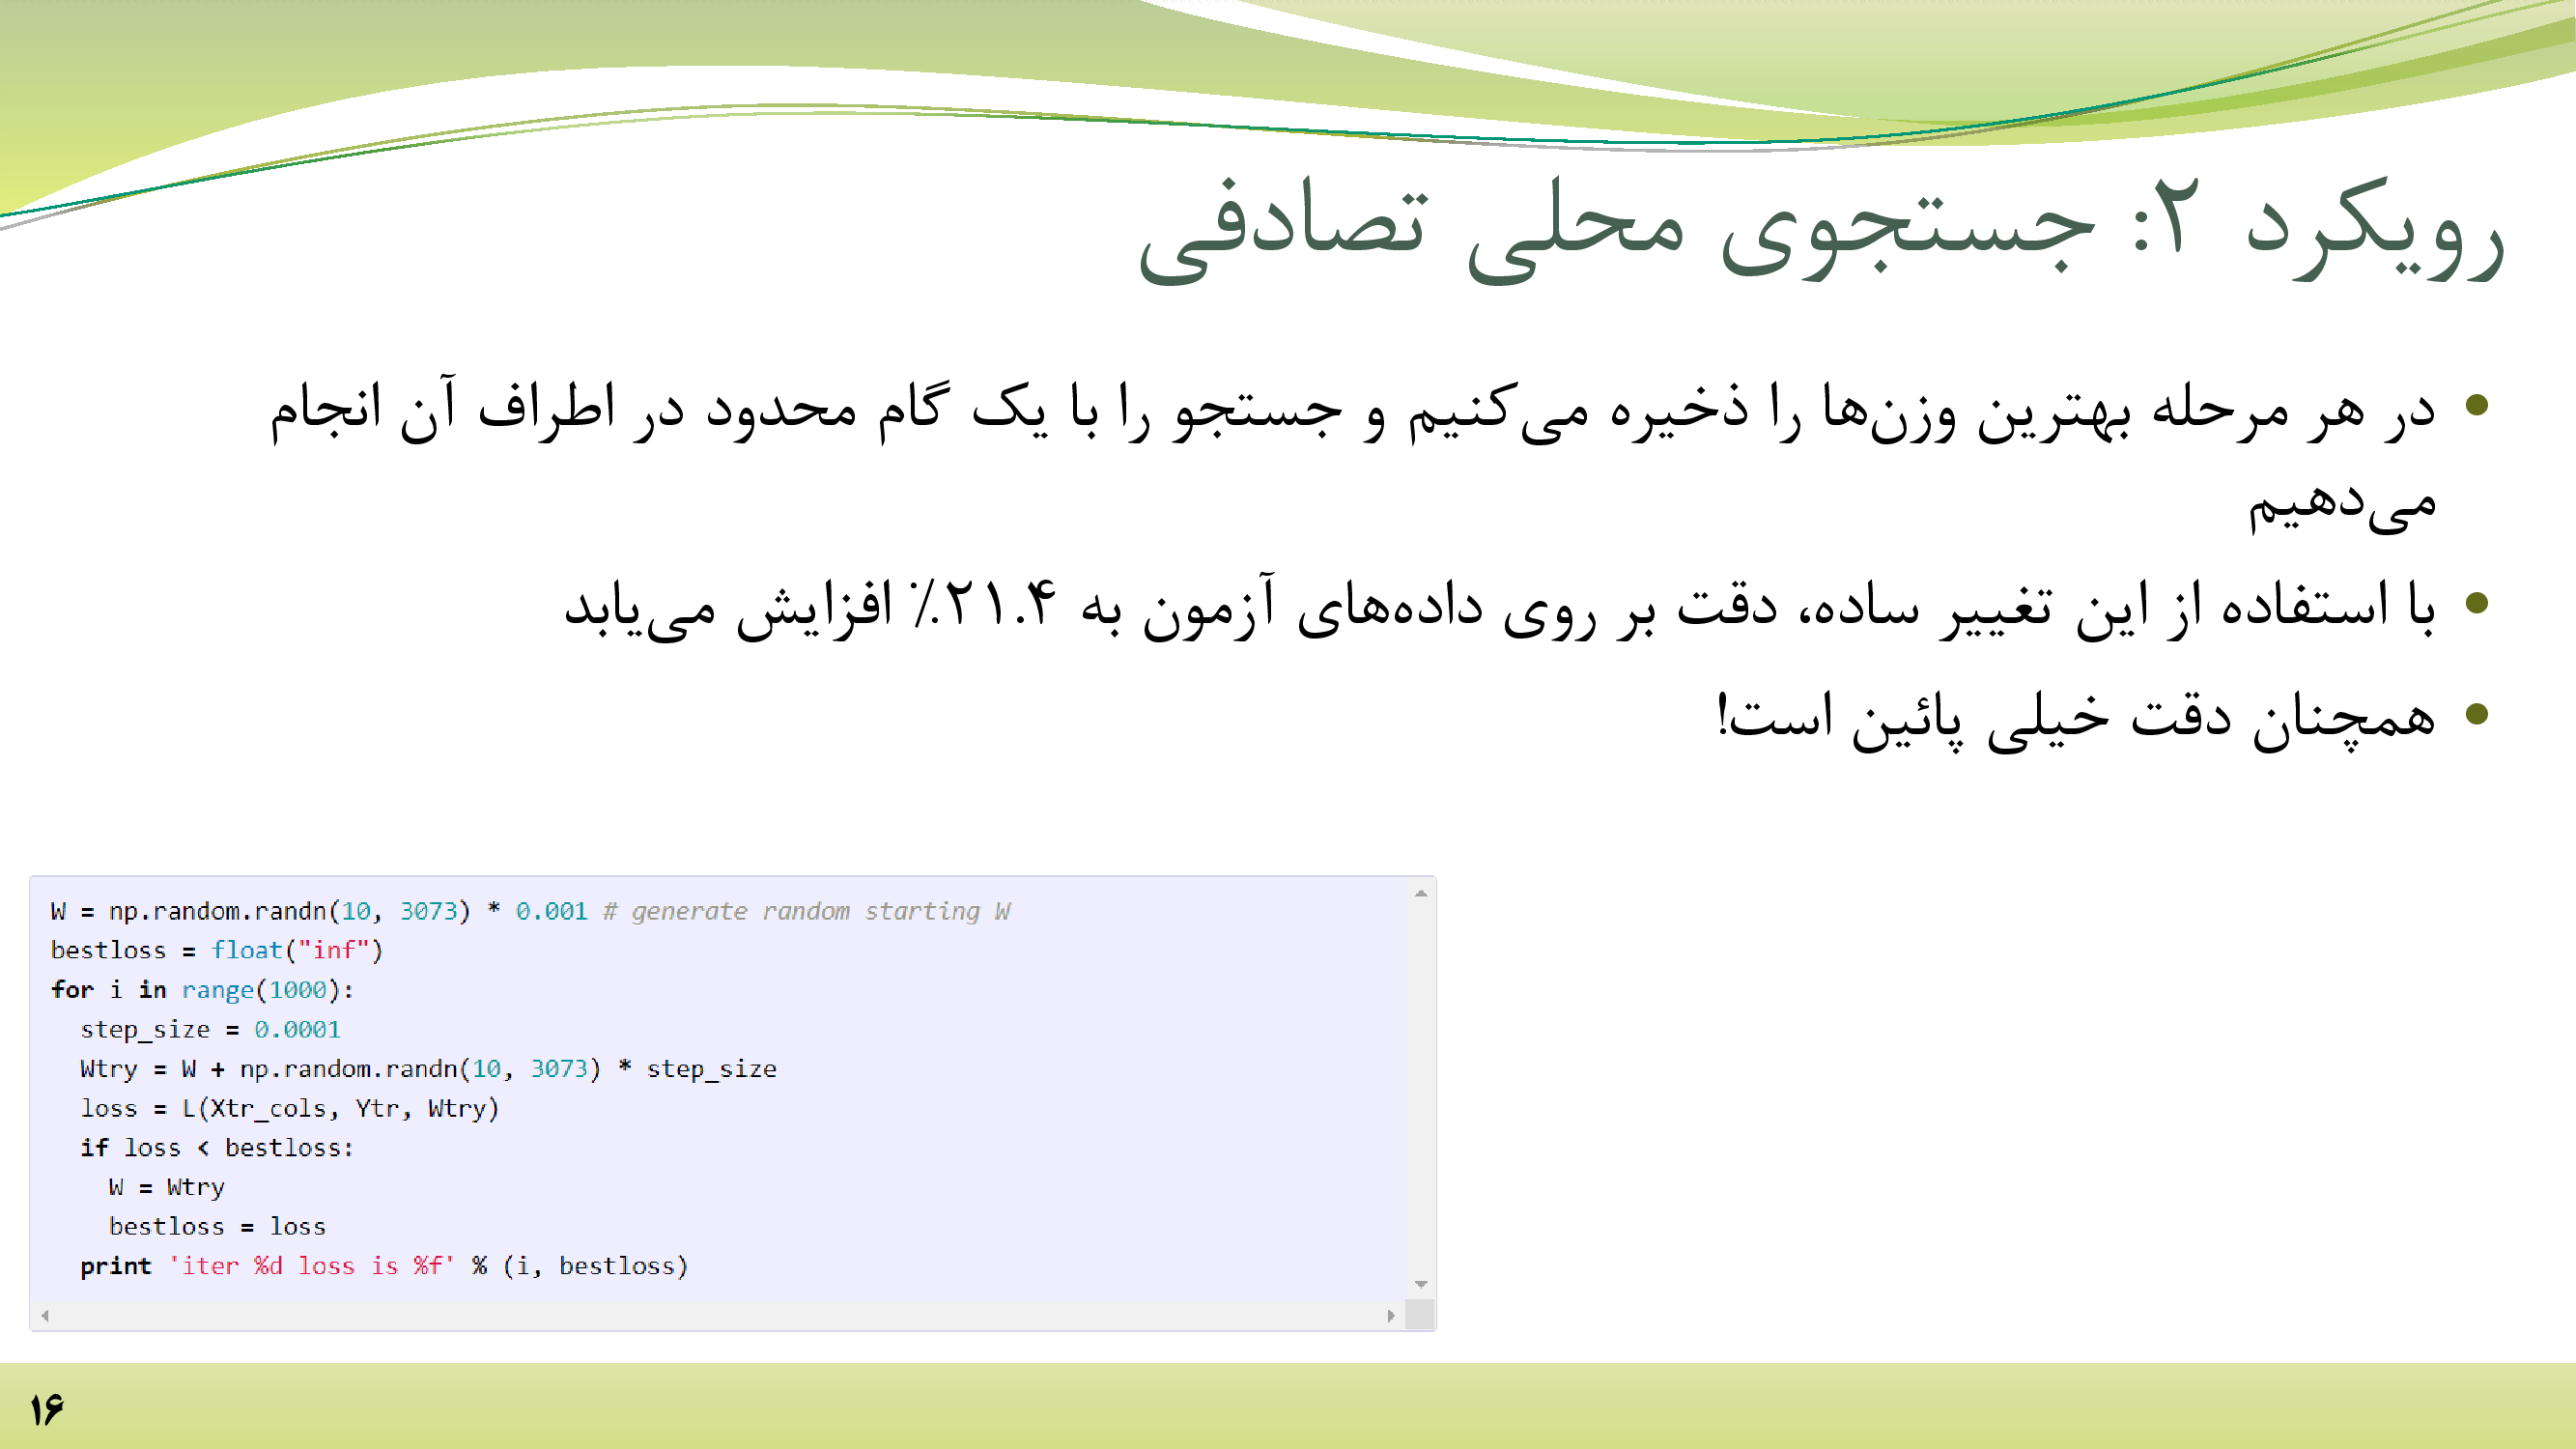 رویکرد ۲: جستجوی محلی تصادفی
• در هر مرحله بهترین وزن‌ها را ذخیره می‌کنیم و جستجو را با یک گام محدود در اطراف آن انجام
می‌دهیم
• با استفاده از این تغییر ساده، دقت بر روی داده‌های آزمون به ۲۱.۴٪ افزایش می‌یابد
• همچنان دقت خیلی پائین است!
W = np.random.randn(10, 3073) * 0.001 # generate random starting W
bestloss = float("inf")
for i in range(1000):
  step_size = 0.0001
  Wtry = W + np.random.randn(10, 3073) * step_size
  loss = L(Xtr_cols, Ytr, Wtry)
  if loss < bestloss:
    W = Wtry
    bestloss = loss
  print 'iter %d loss is %f' % (i, bestloss)
۱۶